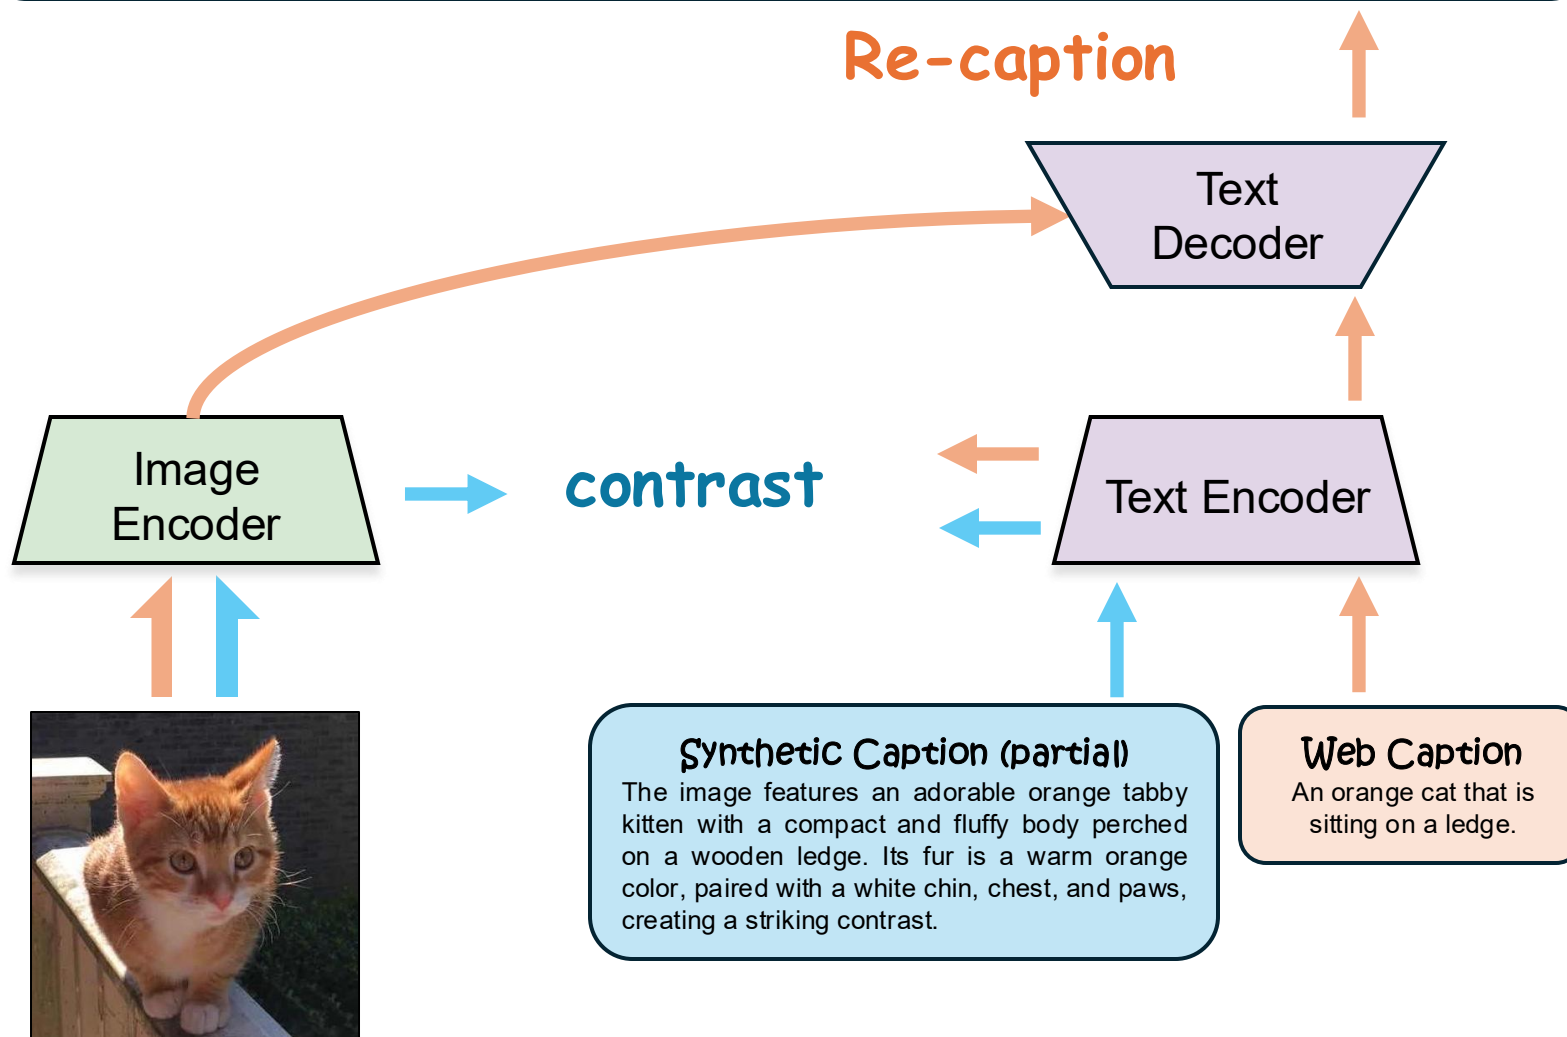 Re-caption
Text
Decoder
Image
Encoder
contrast
Text Encoder
Synthetic Caption (partial)
The image features an adorable orange tabby
kitten with a compact and fluffy body perched
on a wooden ledge. Its fur is a warm orange
color, paired with a white chin, chest, and paws,
creating a striking contrast.
Web Caption
An orange cat that is
sitting on a ledge.